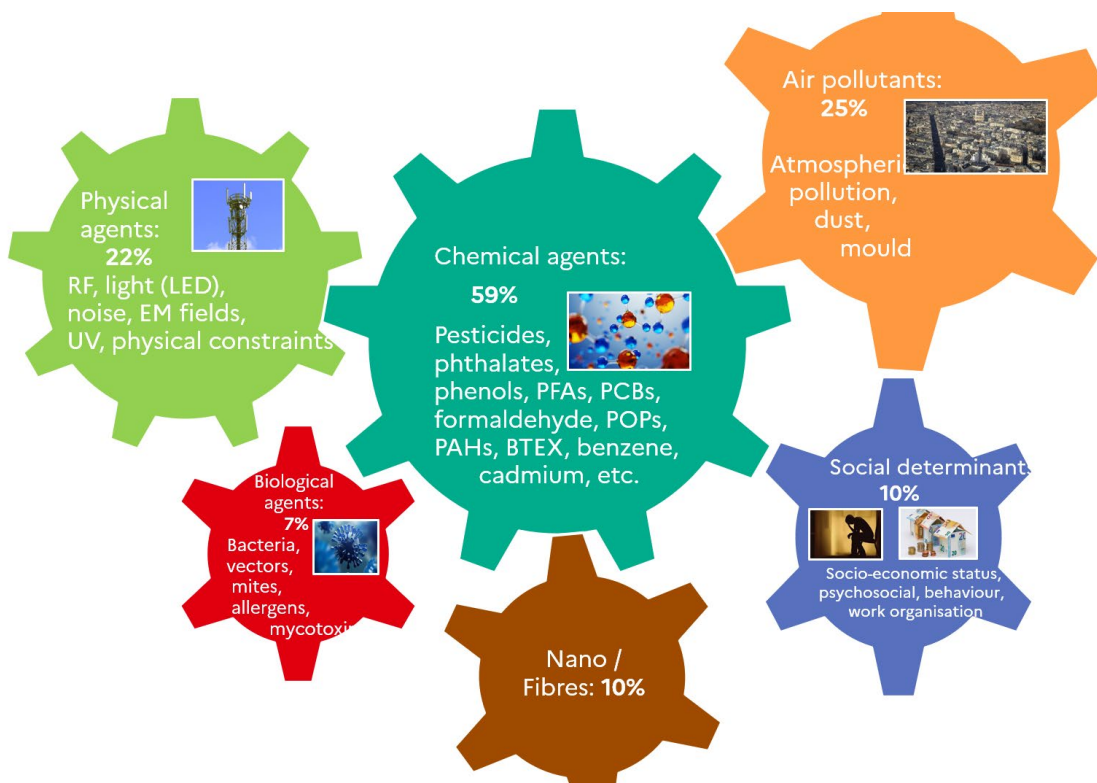 Air pollutants:
25%
Atmospheri
pollution,
dust,
mould
Physical
agents:
22%
RF, light (LED),
noise, EM fields,
UV, physical constraints
Chemical agents:
59%
Pesticides,
phthalates,
phenols, PFAs, PCBs,
formaldehyde, POPs,
PAHs, BTEX, benzene,
cadmium, etc.
Biological
agents:
7%
Bacteria,
vectors,
mites,
allergens,
mycotoxin
Social determinants
10%
Socio-economic status,
psychosocial, behaviour,
work organisation
Nano /
Fibres: 10%